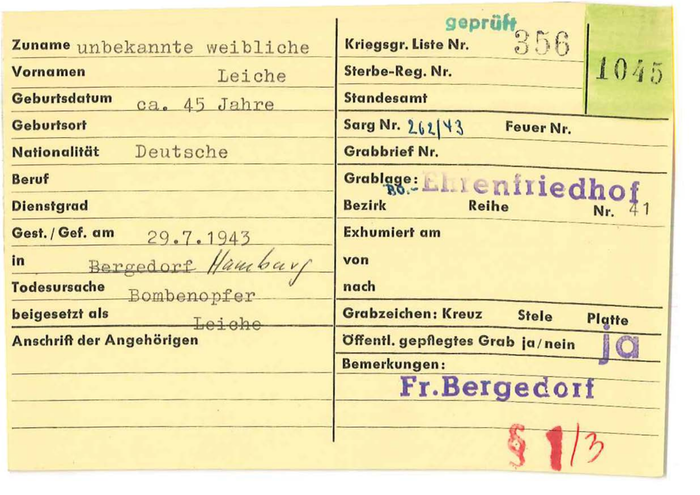 geprüft
Zuname unbekannte weibliche
Vornamen Leiche
Geburtsdatum ca. 45 Jahre
Geburtsort
Nationalität Deutsche
Beruf
Dienstgrad
Gest./Gef. am 29.7.1943
in Bergedorf Hamburg
Todesursache Bombenopfer
beigesetzt als Leiche
Anschrift der Angehörigen
Kriegsgr. Liste Nr. 356
1045
Sterbe-Reg. Nr.
Standesamt
Sarg Nr. 262/43 Feuer Nr.
Grabbrief Nr.
Grablage: BO.- Ehrenfriedhof
Bezirk Reihe Nr. 41
Exhumiert am
von
nach
Grabzeichen: Kreuz Stele Platte
Öffentl. gepflegtes Grab ja/nein ja
Bemerkungen:
Fr.Bergedorf
§ 1/3